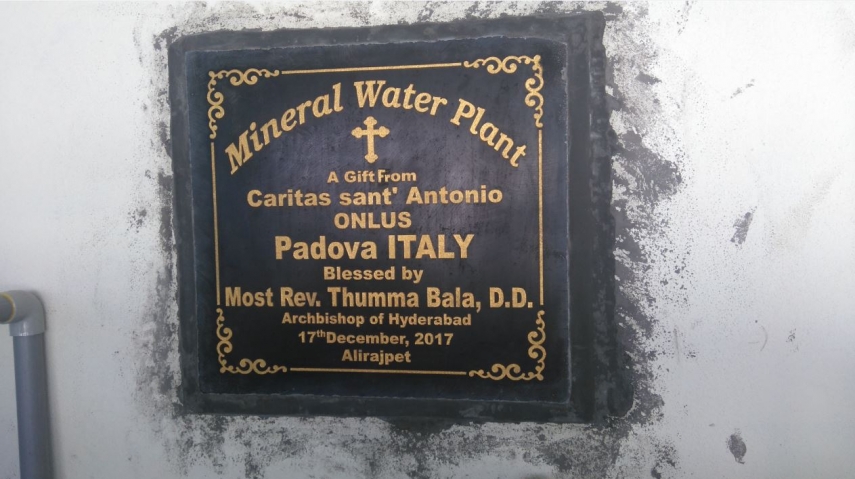 Mineral Water Plant
A Gift From
Caritas sant' Antonio
ONLUS
Padova ITALY
Blessed by
Most Rev. Thumma Bala, D.D.
Archbishop of Hyderabad
17thDecember, 2017
Alirajpet